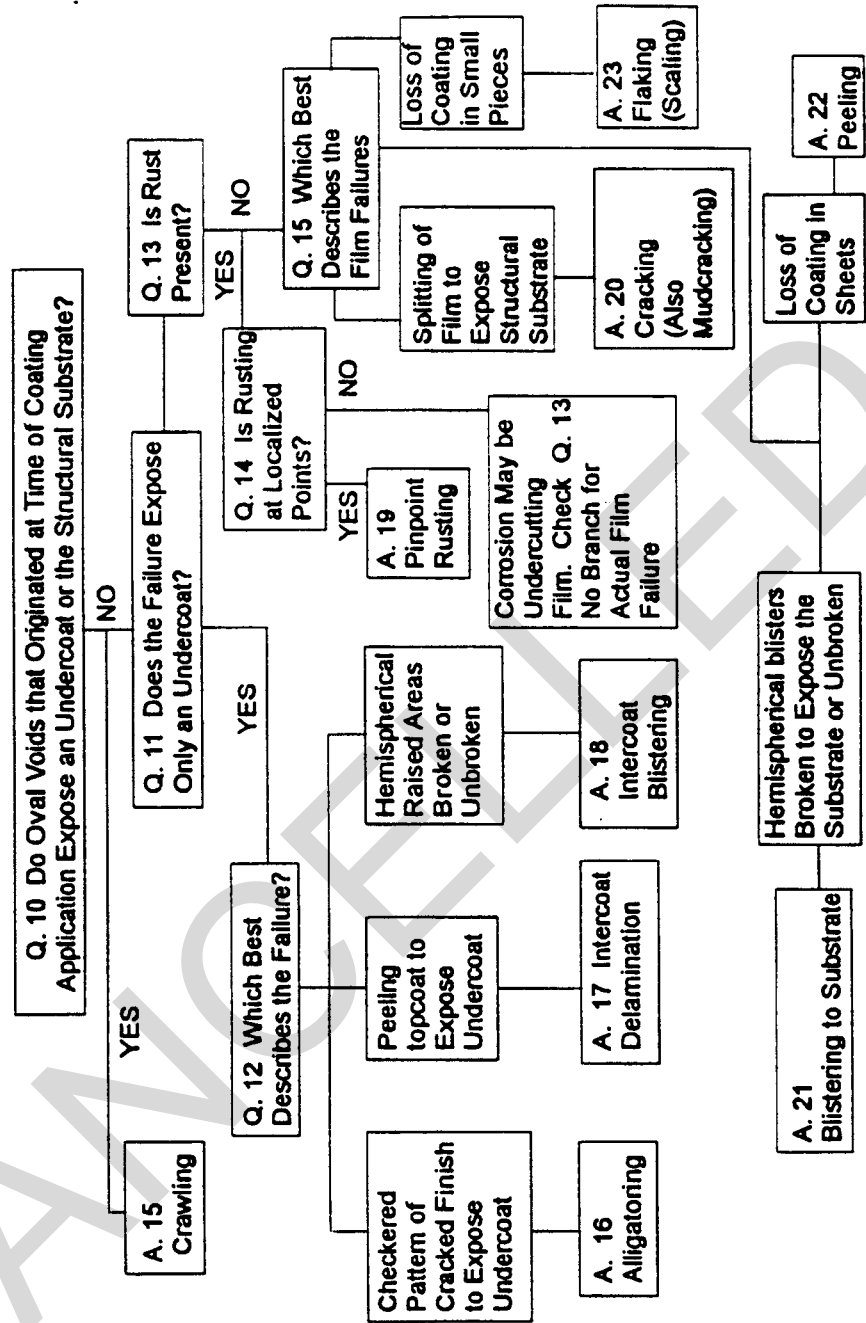 Q. 10 Do Oval Voids that Originated at Time of Coating
Application Expose an Undercoat or the Structural Substrate?
YES
NO
A. 15
Crawling
Q. 11 Does the Failure Expose
Only an Undercoat?
Q. 13 Is Rust
Present?
YES
YES
NO
Q. 12 Which Best
Describes the Failure?
Q. 14 Is Rusting
at Localized
Points?
Q. 15 Which Best
Describes the
Film Failures
YES
NO
Checkered
Pattern of
Cracked Finish
to Expose
Undercoat
Peeling
topcoat to
Expose
Undercoat
Hemispherical
Raised Areas
Broken or
Unbroken
A. 19
Pinpoint
Rusting
Splitting of
Film to
Expose
Structural
Substrate
Loss of
Coating
in Small
Pieces
A. 16
Alligatoring
A. 17 Intercoat
Delamination
A. 18
Intercoat
Blistering
Corrosion May be
Undercutting
Film. Check Q. 13
No Branch for
Actual Film
Failure
A. 20
Cracking
(Also
Mudcracking)
A. 23
Flaking
(Scaling)
A. 21
Blistering to Substrate
Hemispherical blisters
Broken to Expose the
Substrate or Unbroken
Loss of
Coating in
Sheets
A. 22
Peeling
ANCELLED